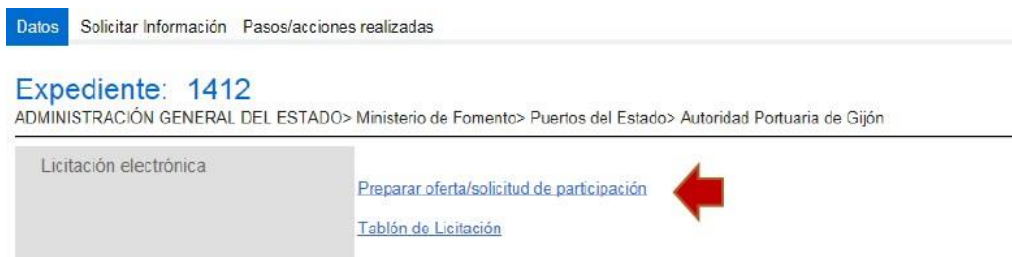 Datos Solicitar Información Pasos/acciones realizadas
Expediente: 1412
ADMINISTRACIÓN GENERAL DEL ESTADO> Ministerio de Fomento> Puertos del Estado> Autoridad Portuaria de Gijón
Licitación electrónica
Preparar oferta/solicitud de participación
Tablón de Licitación